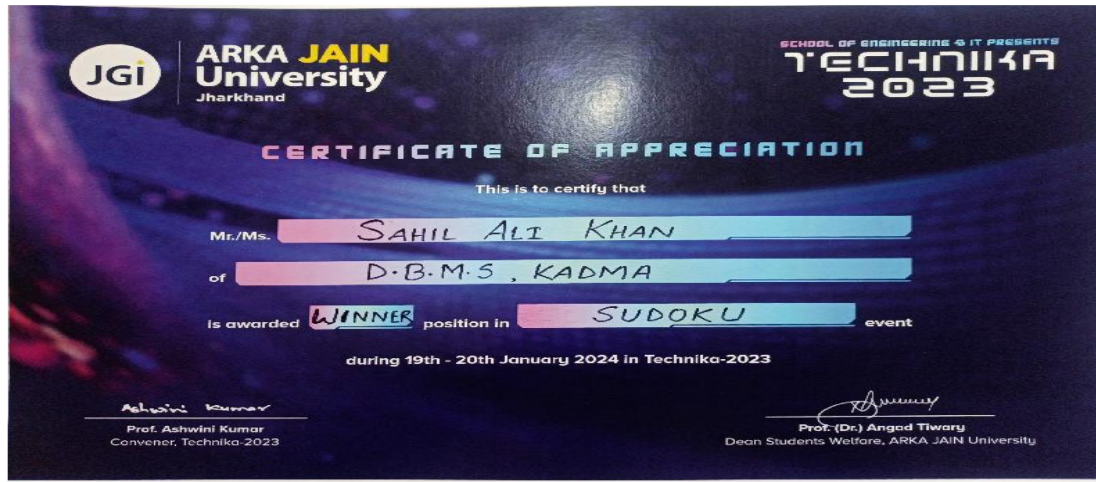 JGi
ARKA JAIN
University
Jharkhand
SCHOOL OF ENGINEERING & IT PRESENTS
TECHNIKA
2023
CERTIFICATE OF APPRECIATION
This is to certify that
Mr./Ms. SAHIL ALI KHAN
of D.B.M.S, KADMA
is awarded WINNER position in SUDOKU event
during 19th - 20th January 2024 in Technika-2023
Ashwini Kumar
Prof. Ashwini Kumar
Convener, Technika-2023
Prof. (Dr.) Angad Tiwary
Dean Students Welfare, ARKA JAIN University